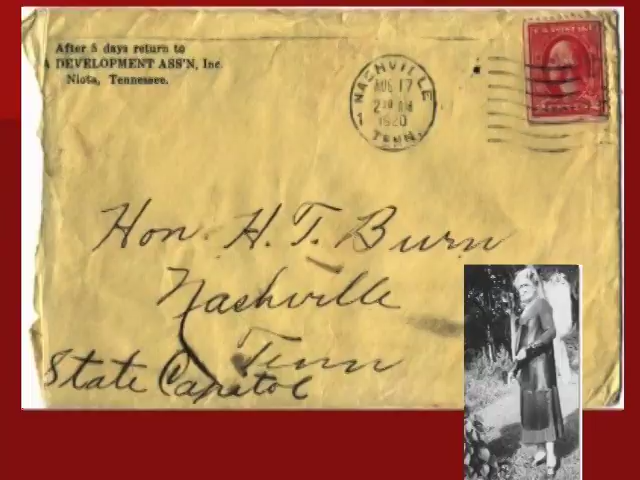 After 5 days return to
A DEVELOPMENT ASS'N, Inc.
Niota, Tennessee.
NASHVILLE
AUG 17
2 30 AM
1920
TENN.
1
Hon. H. T. Burn
Nashville
Tenn
State Capitol